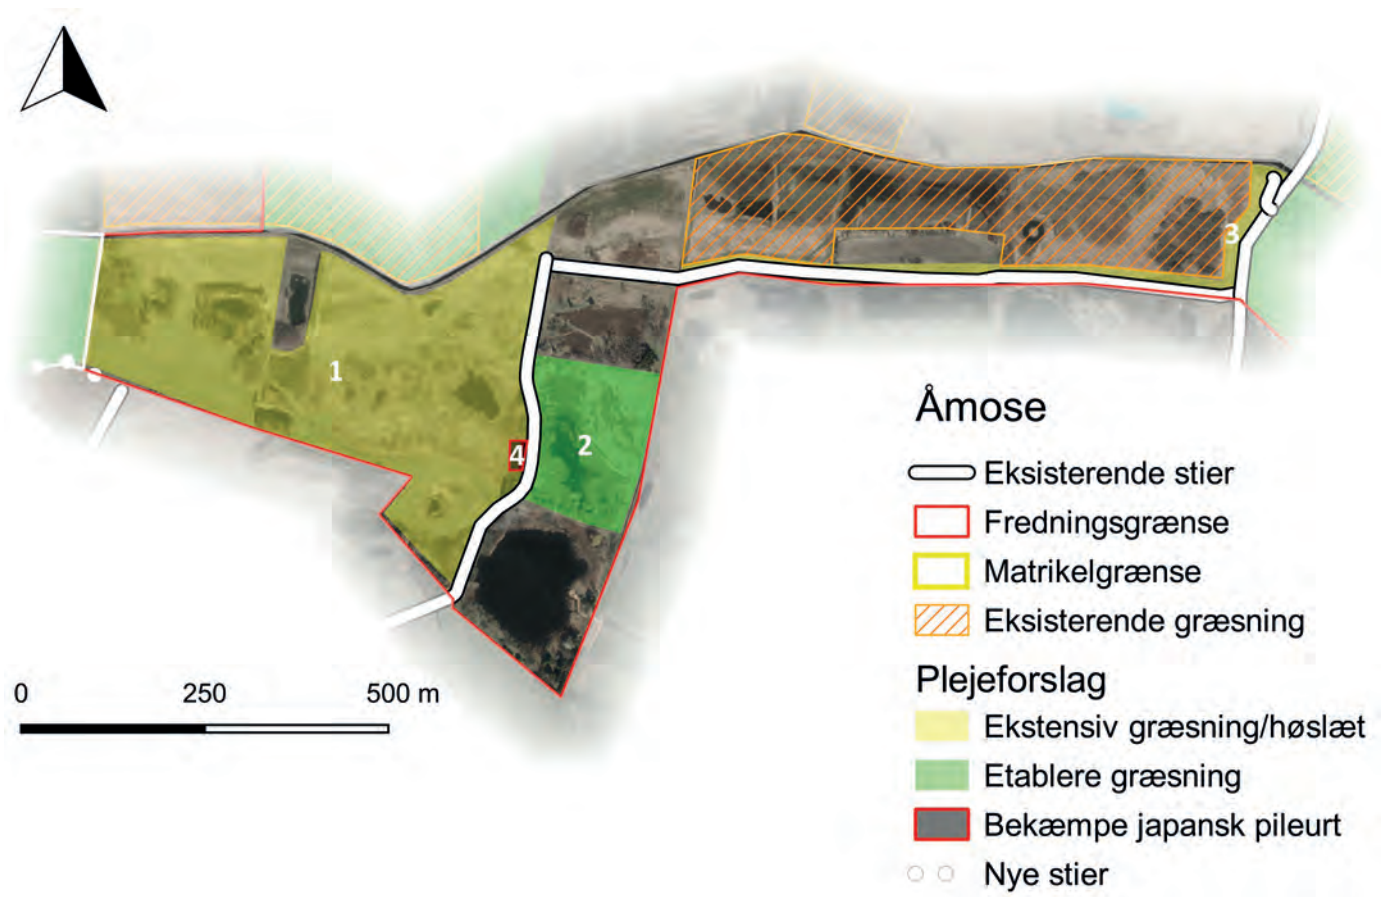 3
1
2
4
Åmose
Eksisterende stier
Fredningsgrænse
Matrikelgrænse
Eksisterende græsning
Plejeforslag
Ekstensiv græsning/høslæt
Etablere græsning
Bekæmpe japansk pileurt
Nye stier
0 250 500 m